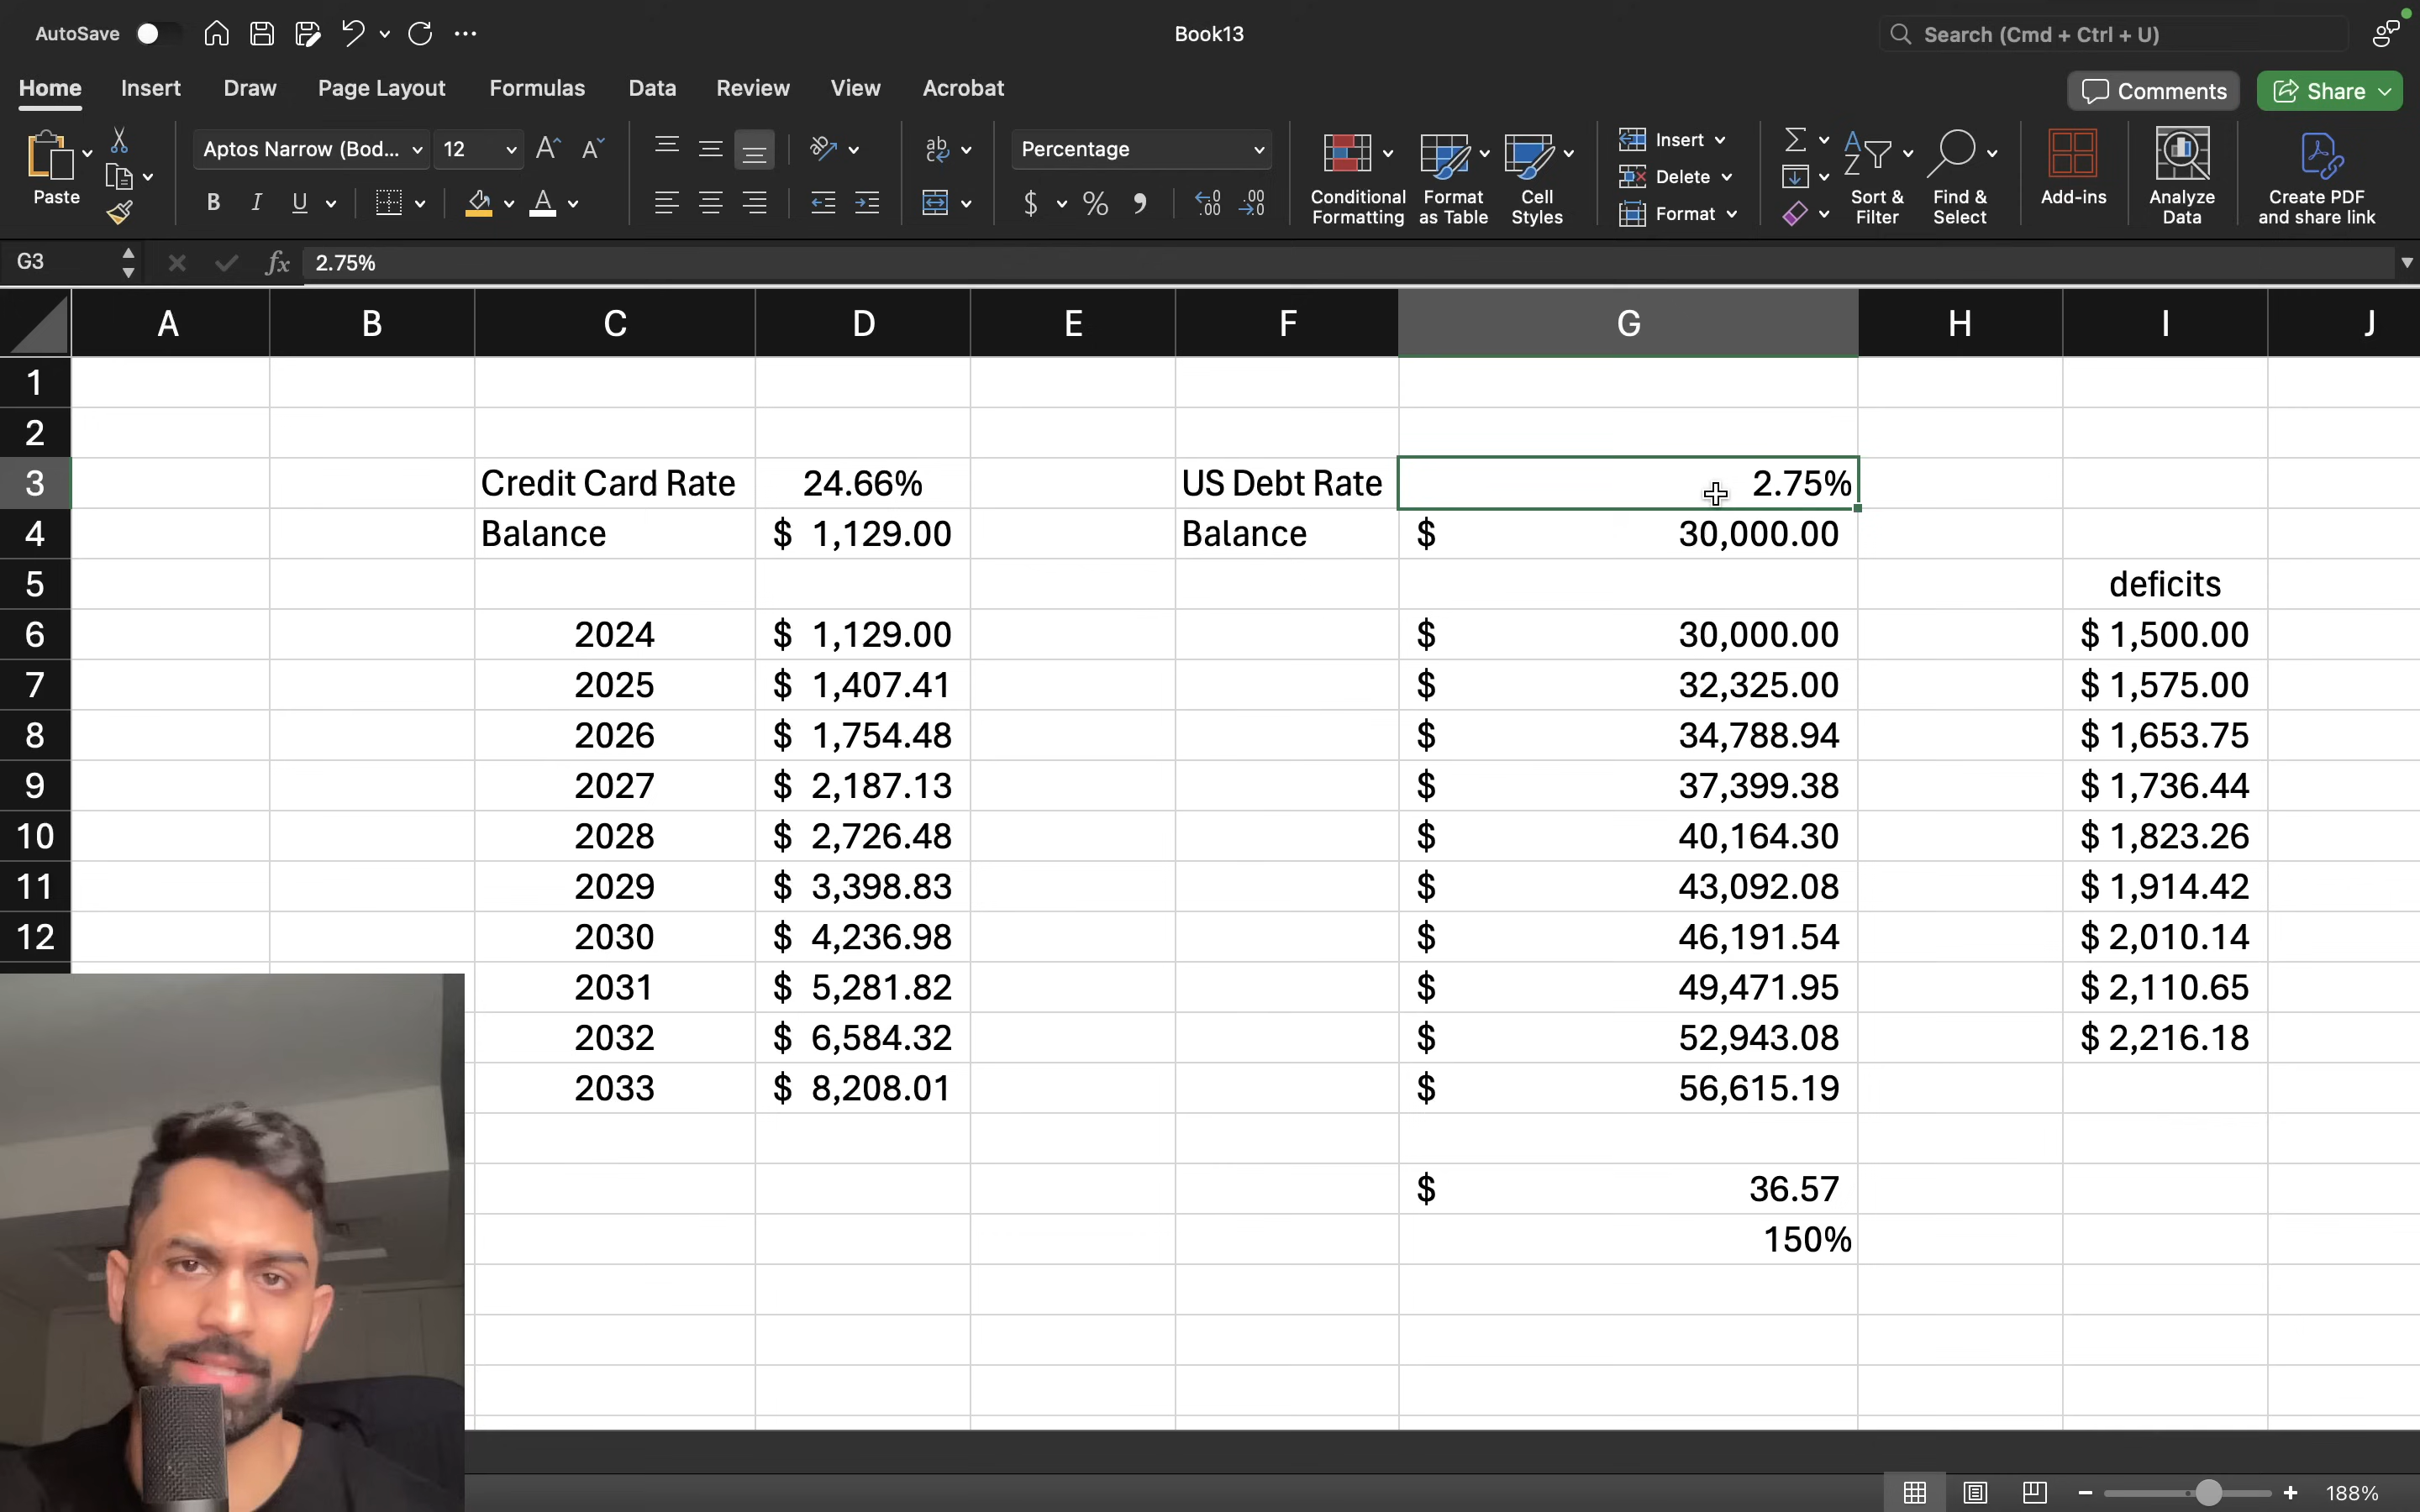 AutoSave Book13 Search (Cmd + Ctrl + U)
Home Insert Draw Page Layout Formulas Data Review View Acrobat Comments Share
Paste Aptos Narrow (Bod... 12 Percentage
B I U $ % Conditional Formatting Format as Table Cell Styles Insert Delete Format Sort & Filter Find & Select Add-ins Analyze Data Create PDF and share link
G3 fx 2.75%
A B C D E F G H I J
1
2
3 Credit Card Rate 24.66% US Debt Rate 2.75%
4 Balance $ 1,129.00 Balance $ 30,000.00
5 deficits
6 2024 $ 1,129.00 $ 30,000.00 $ 1,500.00
7 2025 $ 1,407.41 $ 32,325.00 $ 1,575.00
8 2026 $ 1,754.48 $ 34,788.94 $ 1,653.75
9 2027 $ 2,187.13 $ 37,399.38 $ 1,736.44
10 2028 $ 2,726.48 $ 40,164.30 $ 1,823.26
11 2029 $ 3,398.83 $ 43,092.08 $ 1,914.42
12 2030 $ 4,236.98 $ 46,191.54 $ 2,010.14
2031 $ 5,281.82 $ 49,471.95 $ 2,110.65
2032 $ 6,584.32 $ 52,943.08 $ 2,216.18
2033 $ 8,208.01 $ 56,615.19
$ 36.57
150%
188%